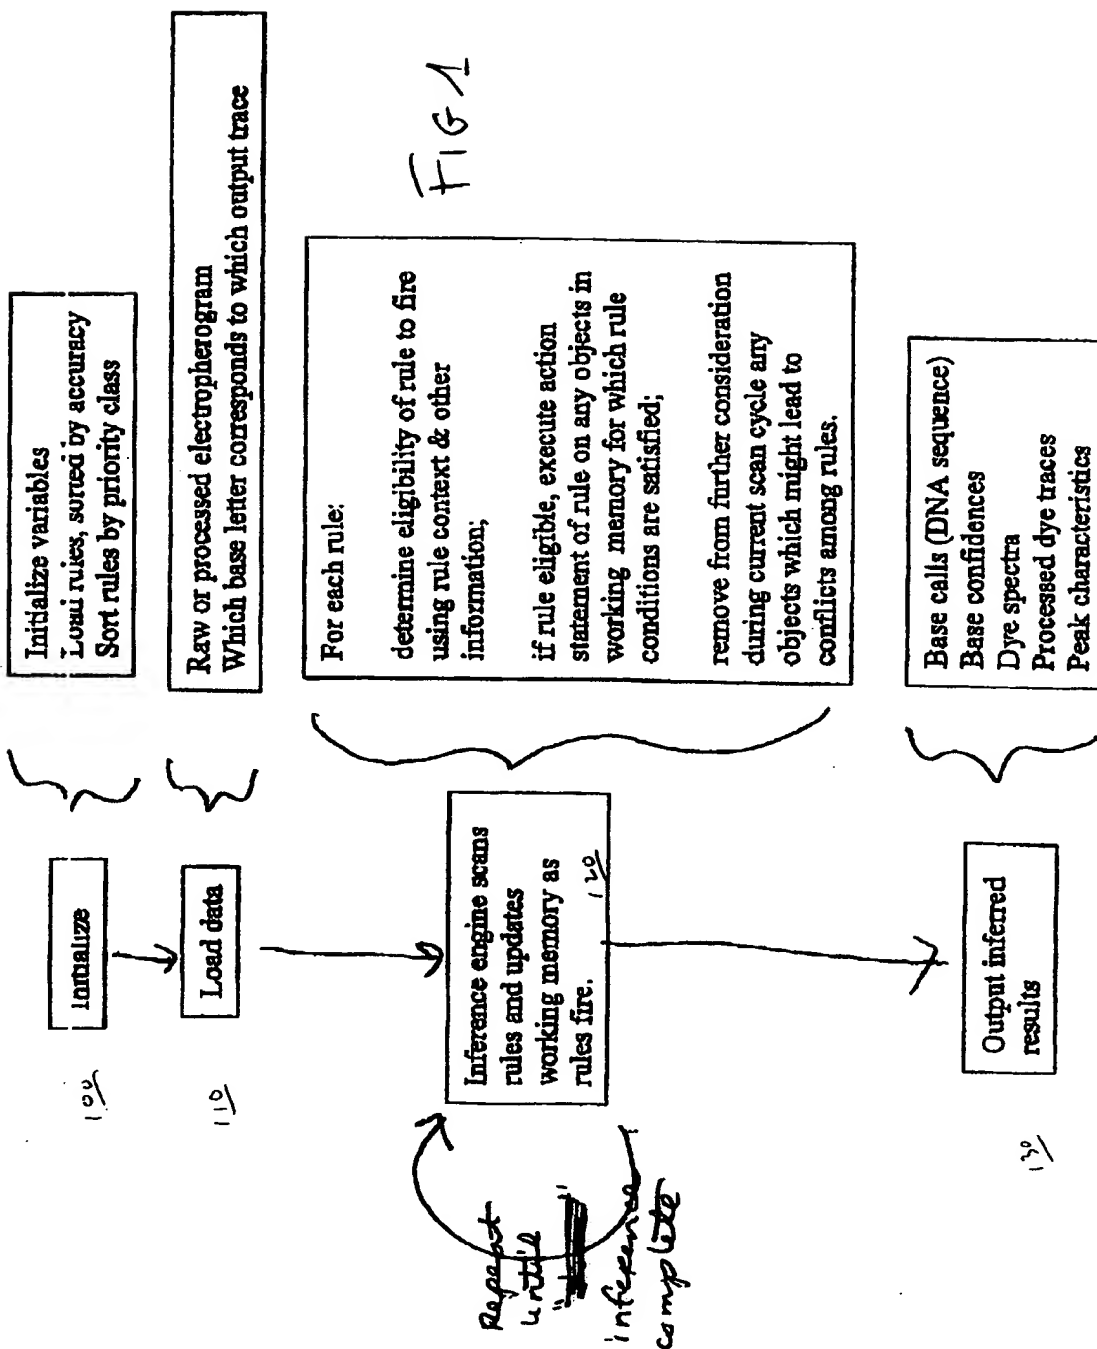 100
Initialize
Initialize variables
Load rules, sorted by accuracy
Sort rules by priority class
110
Load data
Raw or processed electropherogram
Which base letter corresponds to which output trace
Repeat
until
inference
complete
Inference engine scans
rules and updates
working memory as
rules fire.
120
For each rule:
determine eligibility of rule to fire
using rule context & other
information;
if rule eligible, execute action
statement of rule on any objects in
working memory for which rule
conditions are satisfied;
remove from further consideration
during current scan cycle any
objects which might lead to
conflicts among rules.
FIG 1
130
Output inferred
results
Base calls (DNA sequence)
Base confidences
Dye spectra
Processed dye traces
Peak characteristics